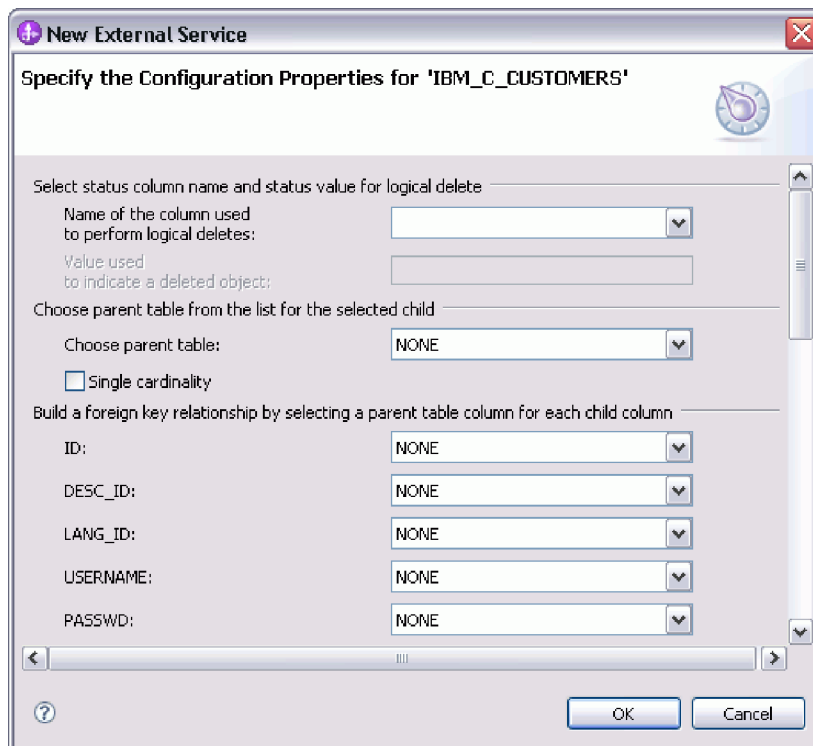 New External Service
Specify the Configuration Properties for 'IBM_C_CUSTOMERS'
Select status column name and status value for logical delete
Name of the column used
to perform logical deletes:
Value used
to indicate a deleted object:
Choose parent table from the list for the selected child
Choose parent table: NONE
Single cardinality
Build a foreign key relationship by selecting a parent table column for each child column
ID: NONE
DESC_ID: NONE
LANG_ID: NONE
USERNAME: NONE
PASSWD: NONE
OK Cancel